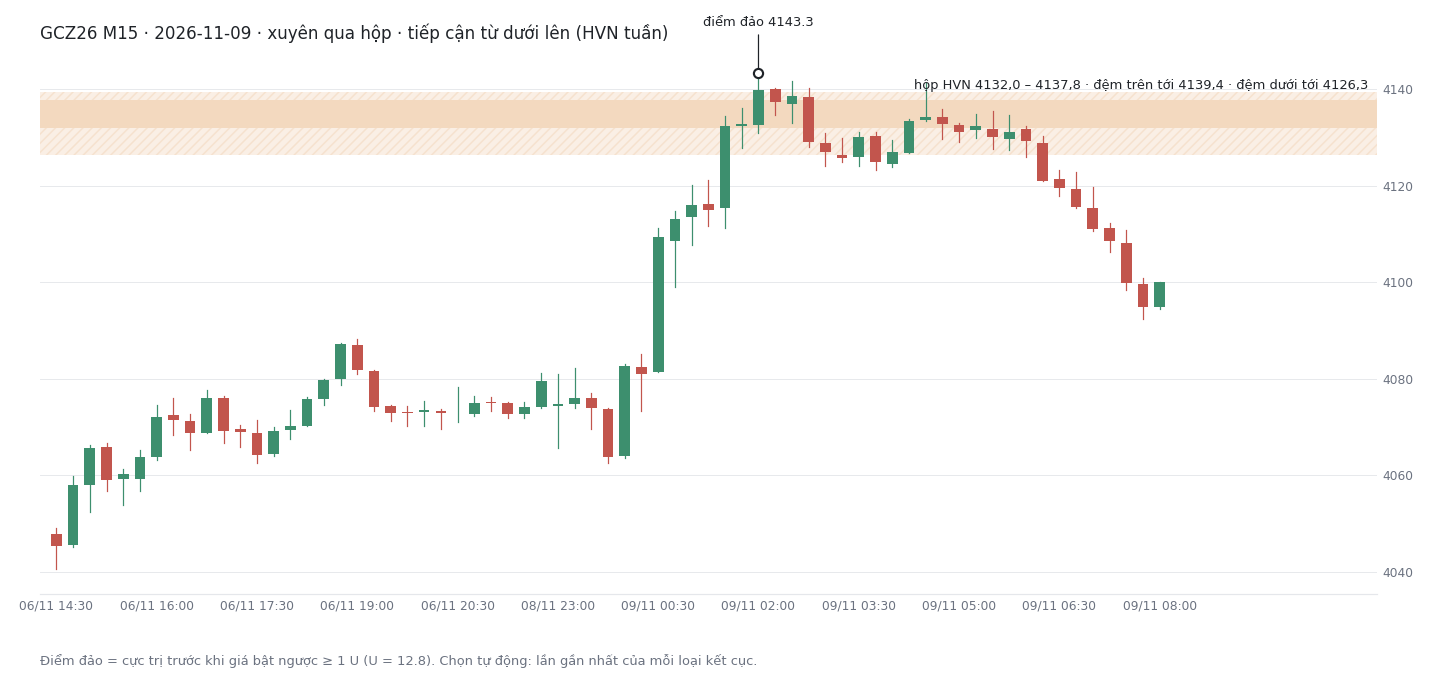 điểm đảo 4143.3
GCZ26 M15 · 2026-11-09 · xuyên qua hộp · tiếp cận từ dưới lên (HVN tuần)
hộp HVN 4132,0 – 4137,8 · đệm trên tới 4139,4 · đệm dưới tới 4126,3
4140
4120
4100
4080
4060
4040
06/11 14:30 06/11 16:00 06/11 17:30 06/11 19:00 06/11 20:30 08/11 23:00 09/11 00:30 09/11 02:00 09/11 03:30 09/11 05:00 09/11 06:30 09/11 08:00
Điểm đảo = cực trị trước khi giá bật ngược ≥ 1 U (U = 12.8). Chọn tự động: lần gần nhất của mỗi loại kết cục.